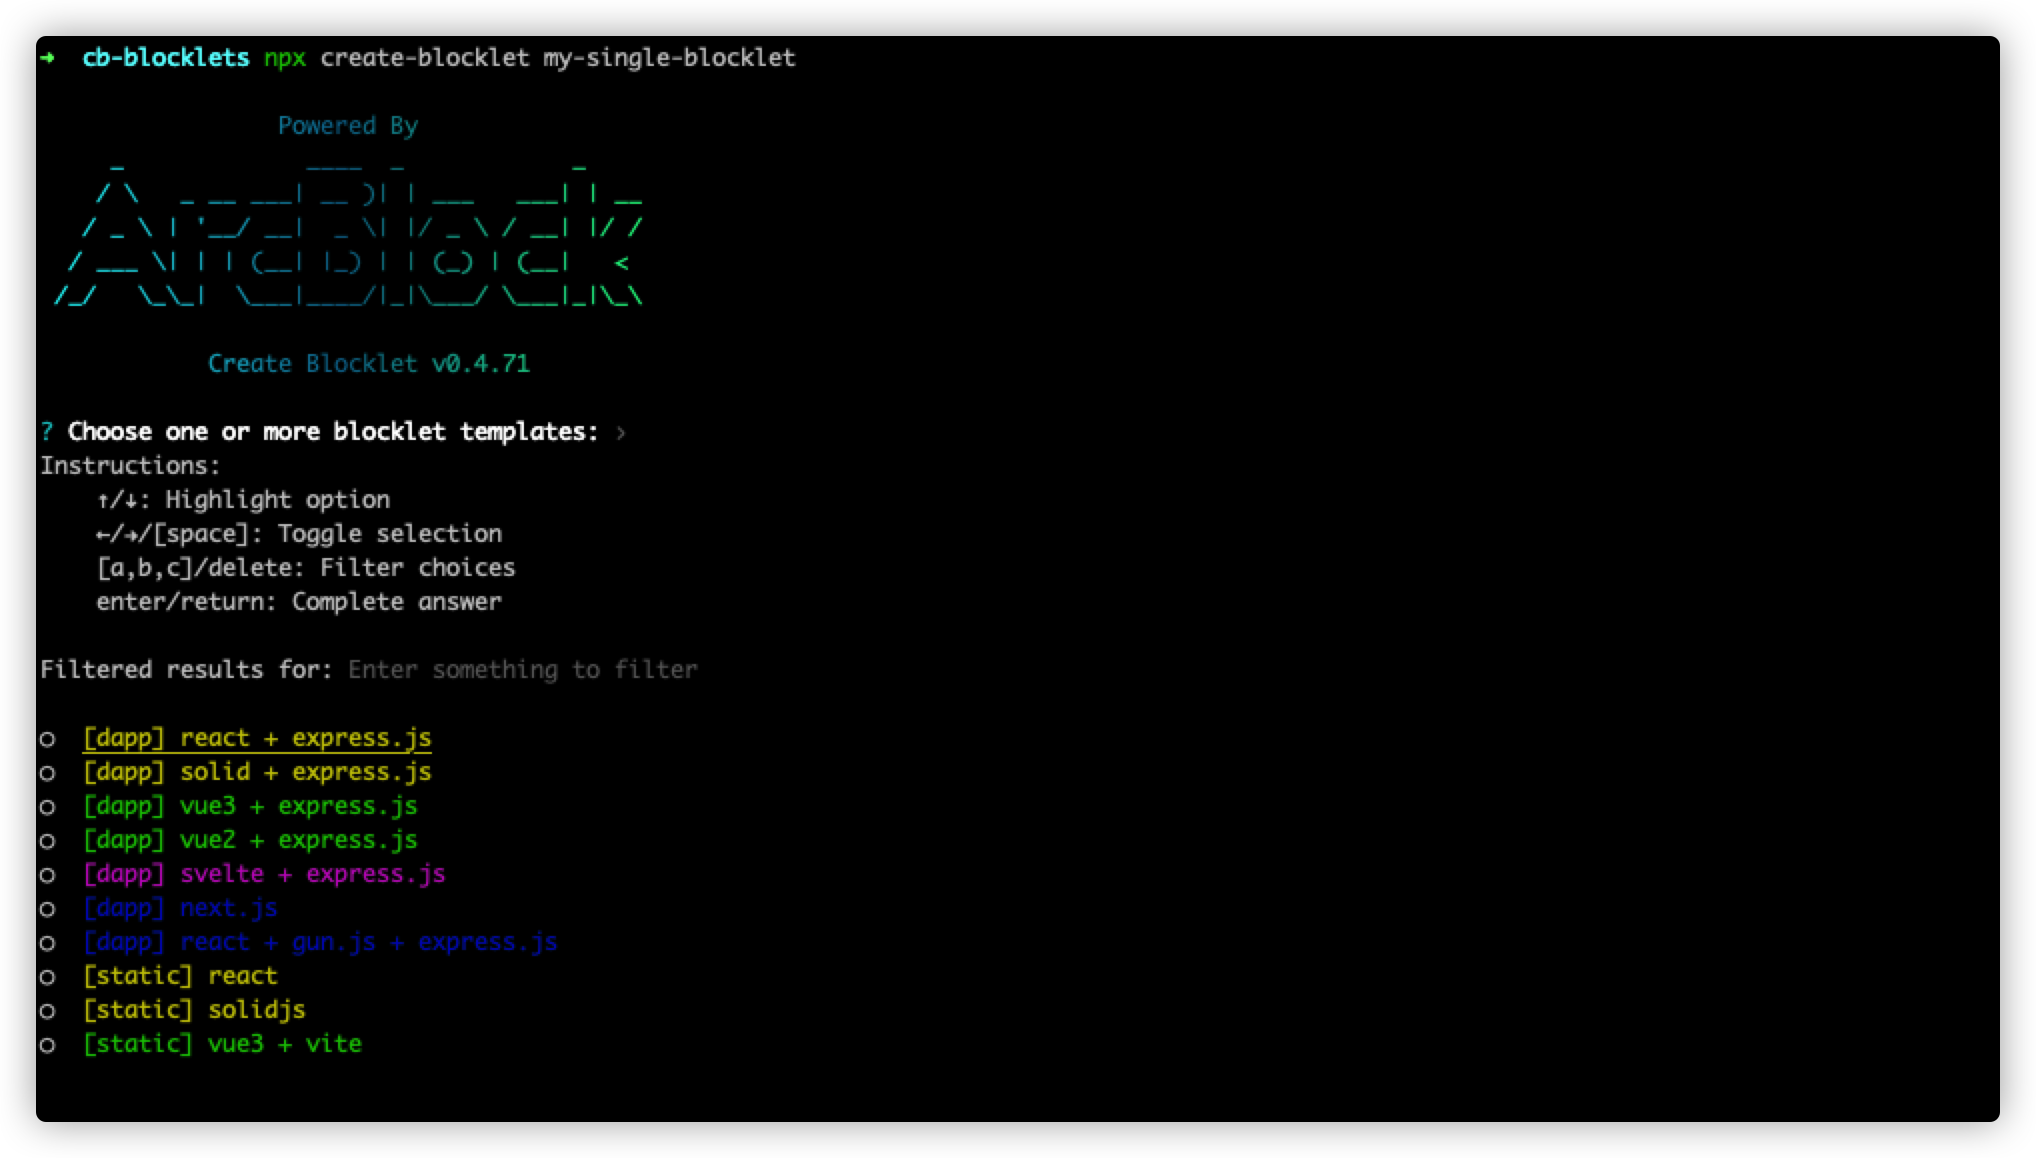 → cb-blocklets npx create-blocklet my-single-blocklet
Powered By
ArcBlock
Create Blocklet v0.4.71
? Choose one or more blocklet templates: ›
Instructions:
↑/↓: Highlight option
←/→/[space]: Toggle selection
[a,b,c]/delete: Filter choices
enter/return: Complete answer
Filtered results for: Enter something to filter
○ [dapp] react + express.js
○ [dapp] solid + express.js
○ [dapp] vue3 + express.js
○ [dapp] vue2 + express.js
○ [dapp] svelte + express.js
○ [dapp] next.js
○ [dapp] react + gun.js + express.js
○ [static] react
○ [static] solidjs
○ [static] vue3 + vite